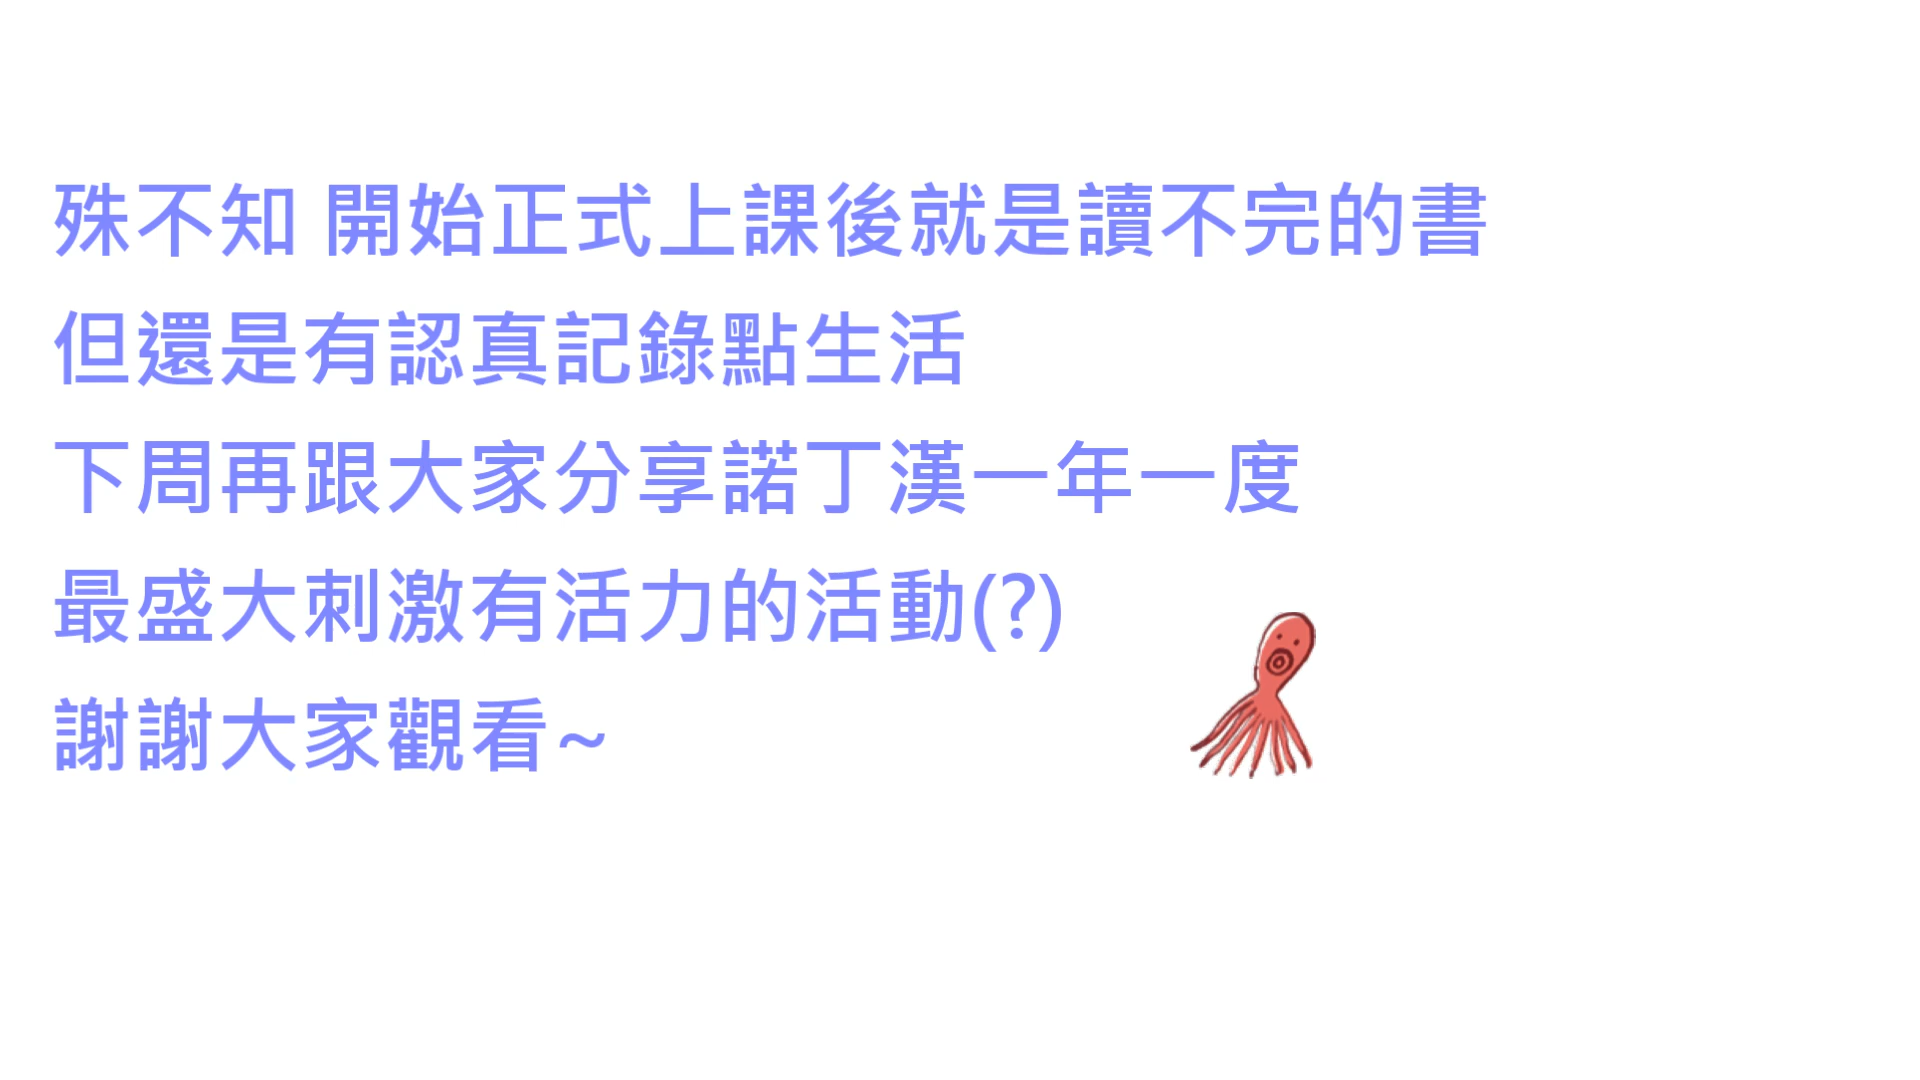 殊不知 開始正式上課後就是讀不完的書
但還是有認真記錄點生活
下周再跟大家分享諾丁漢一年一度
最盛大刺激有活力的活動(?)
謝謝大家觀看~